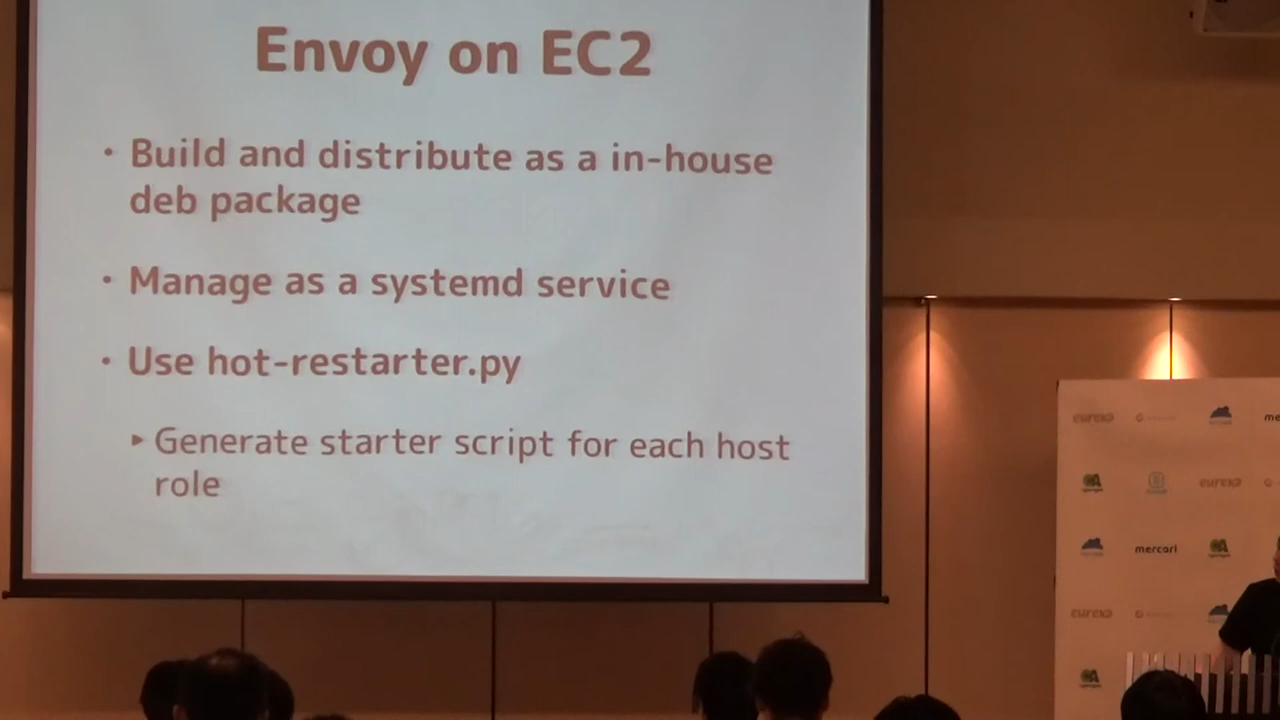 Envoy on EC2
• Build and distribute as a in-house
deb package
• Manage as a systemd service
• Use hot-restarter.py
▸ Generate starter script for each host
role
eureka
eureka
mercari
eureka